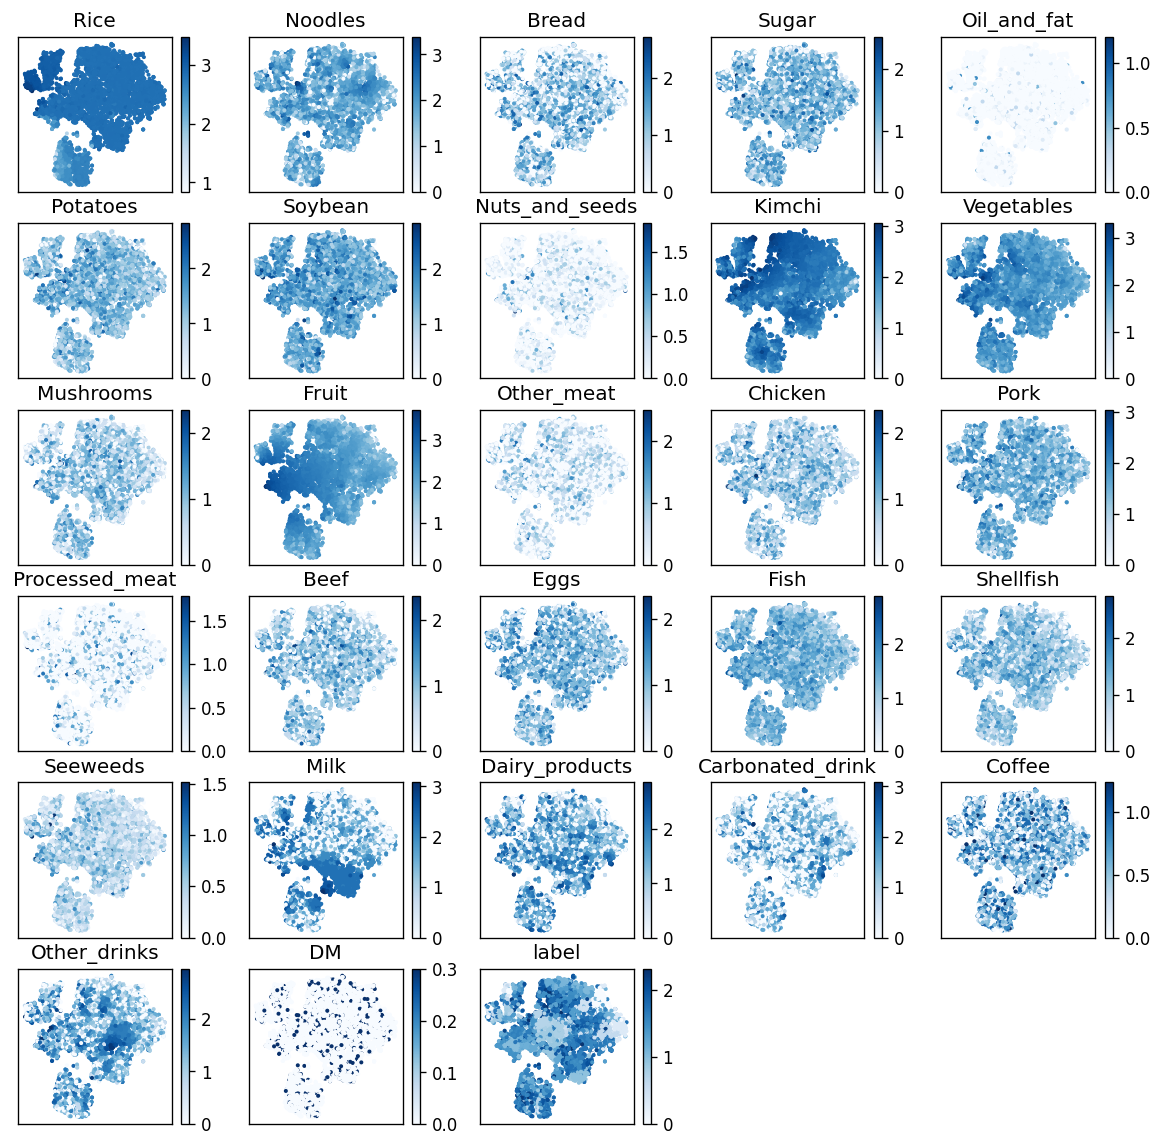 Rice Noodles Bread Sugar Oil_and_fat
3 2 1
3 2 1 0
2 1 0
2 1 0
1.0 0.5 0.0
Potatoes Soybean Nuts_and_seeds Kimchi Vegetables
2 1 0
2 1 0
1.5 1.0 0.5 0.0
3 2 1 0
3 2 1 0
Mushrooms Fruit Other_meat Chicken Pork
2 1 0
3 2 1 0
2 1 0
2 1 0
3 2 1 0
Processed_meat Beef Eggs Fish Shellfish
1.5 1.0 0.5 0.0
2 1 0
2 1 0
2 1 0
2 1 0
Seeweeds Milk Dairy_products Carbonated_drink Coffee
1.5 1.0 0.5 0.0
3 2 1 0
2 1 0
3 2 1 0
1.0 0.5 0.0
Other_drinks DM label
2 1 0
0.3 0.2 0.1 0.0
2 1 0